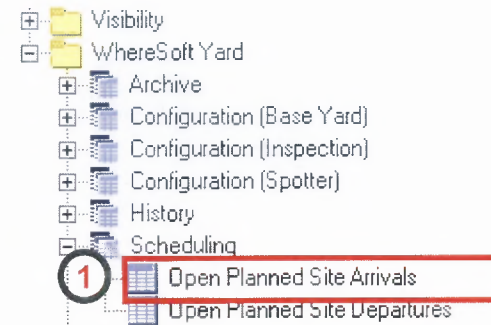 Visibility
WhereSoft Yard
Archive
Configuration (Base Yard)
Configuration (Inspection)
Configuration (Spotter)
History
Scheduling
1 Open Planned Site Arrivals
Open Planned Site Departures